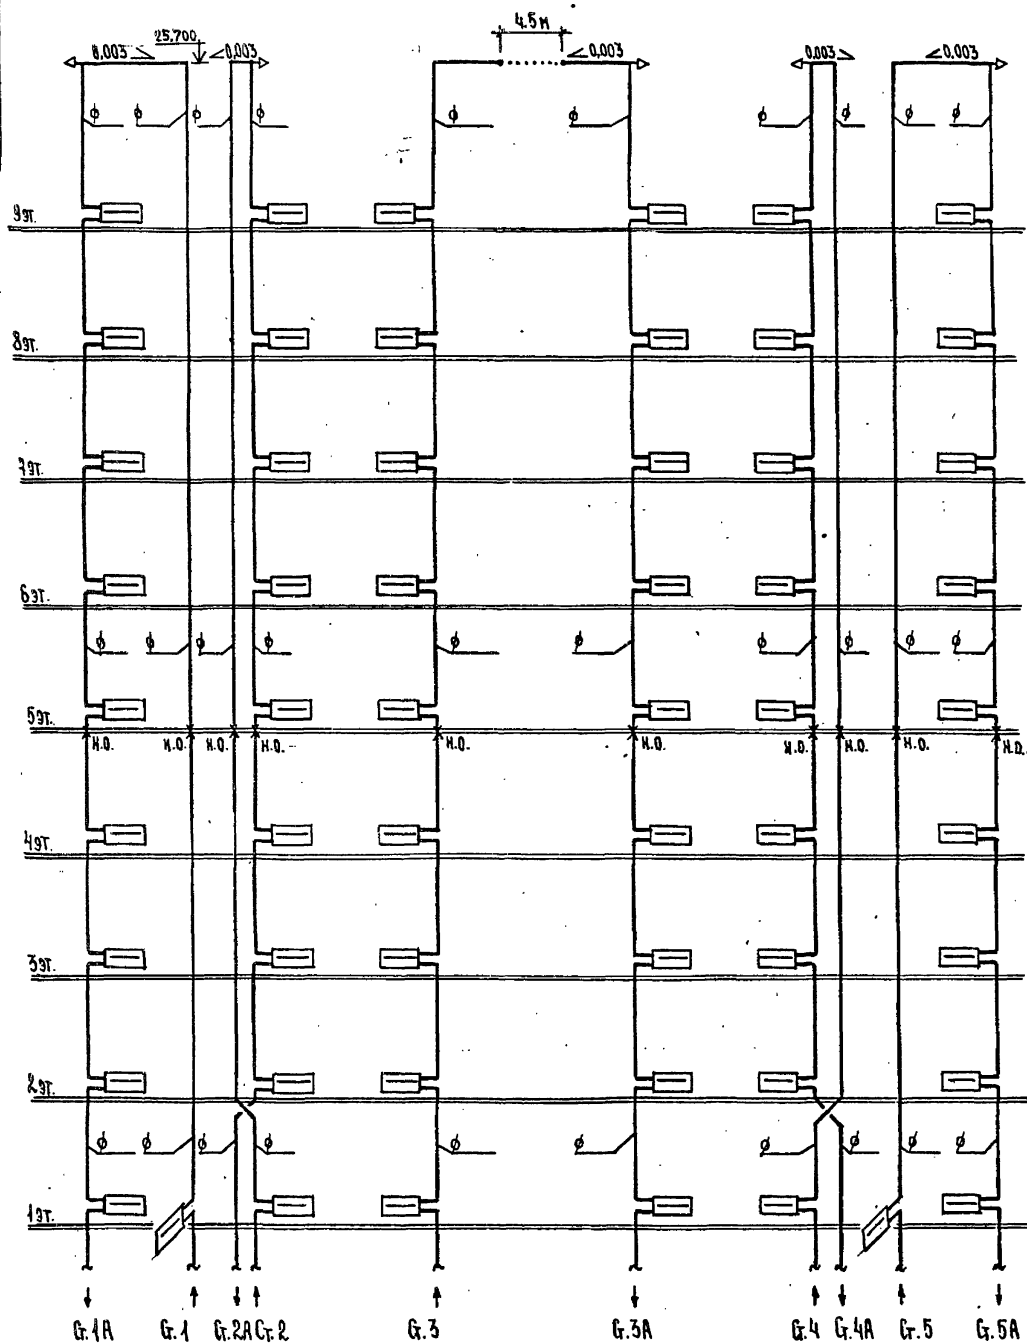 4.5М
25.700
0,003 0,003 0,003 0,003 0,003
ϕ ϕ ϕ ϕ ϕ ϕ ϕ ϕ ϕ ϕ
9эт.
8эт.
7эт.
6эт.
ϕ ϕ ϕ ϕ ϕ ϕ ϕ ϕ ϕ ϕ
5эт.
Н.О. Н.О. Н.О. Н.О. Н.О. Н.О. Н.О. Н.О. Н.О. Н.О.
4эт.
3эт.
2эт.
ϕ ϕ ϕ ϕ ϕ ϕ ϕ ϕ ϕ ϕ
1эт.
Ст.1А Ст.1 Ст.2А Ст.2 Ст.3 Ст.3А Ст.4 Ст.4А Ст.5 Ст.5А